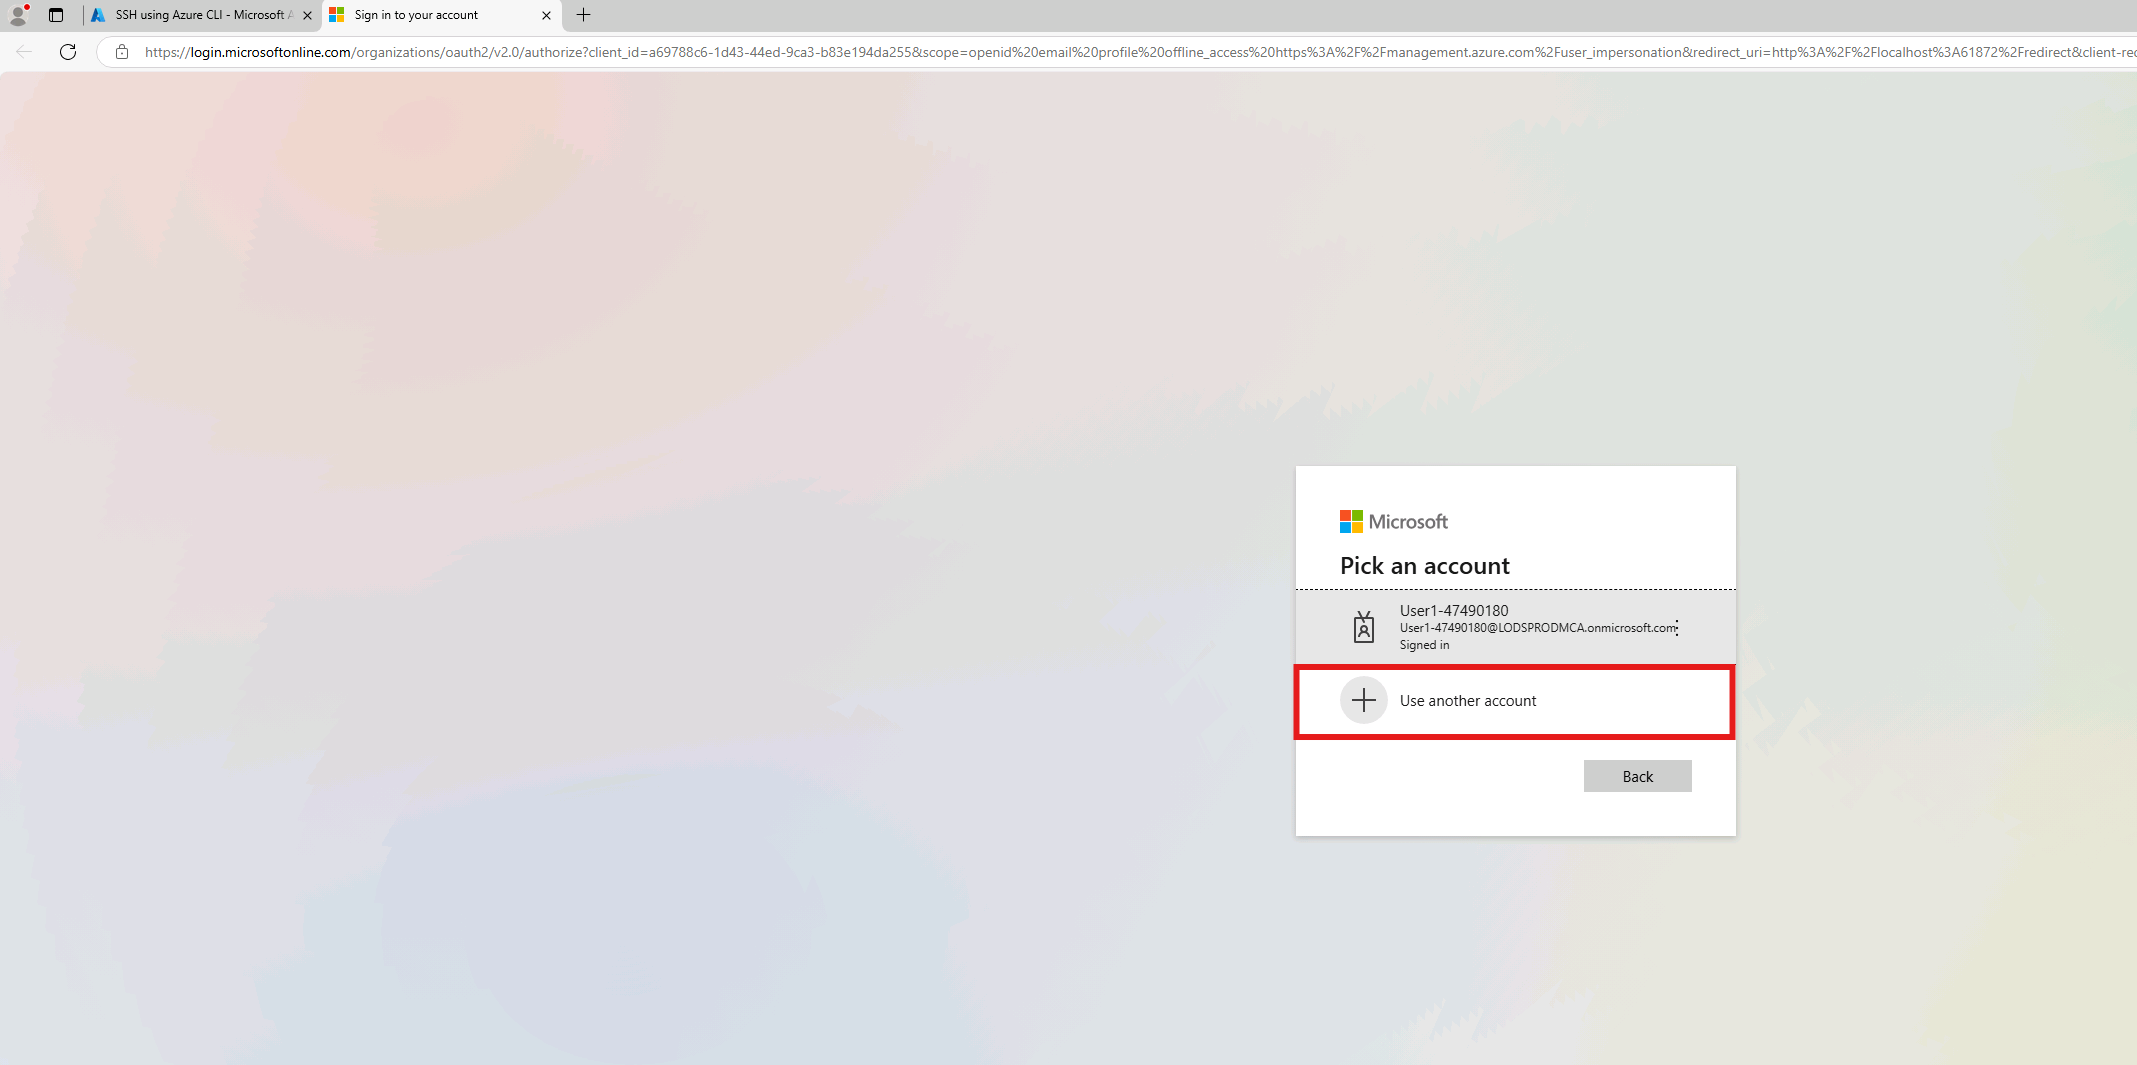 SSH using Azure CLI - Microsoft A
Sign in to your account
https://login.microsoftonline.com/organizations/oauth2/v2.0/authorize?client_id=a69788c6-1d43-44ed-9ca3-b83e194da255&scope=openid%20email%20profile%20offline_access%20https%3A%2F%2Fmanagement.azure.com%2Fuser_impersonation&redirect_uri=http%3A%2F%2Flocalhost%3A61872%2Fredirect&client-rec
Microsoft
Pick an account
User1-47490180
User1-47490180@LODSPRODMCA.onmicrosoft.com
Signed in
Use another account
Back